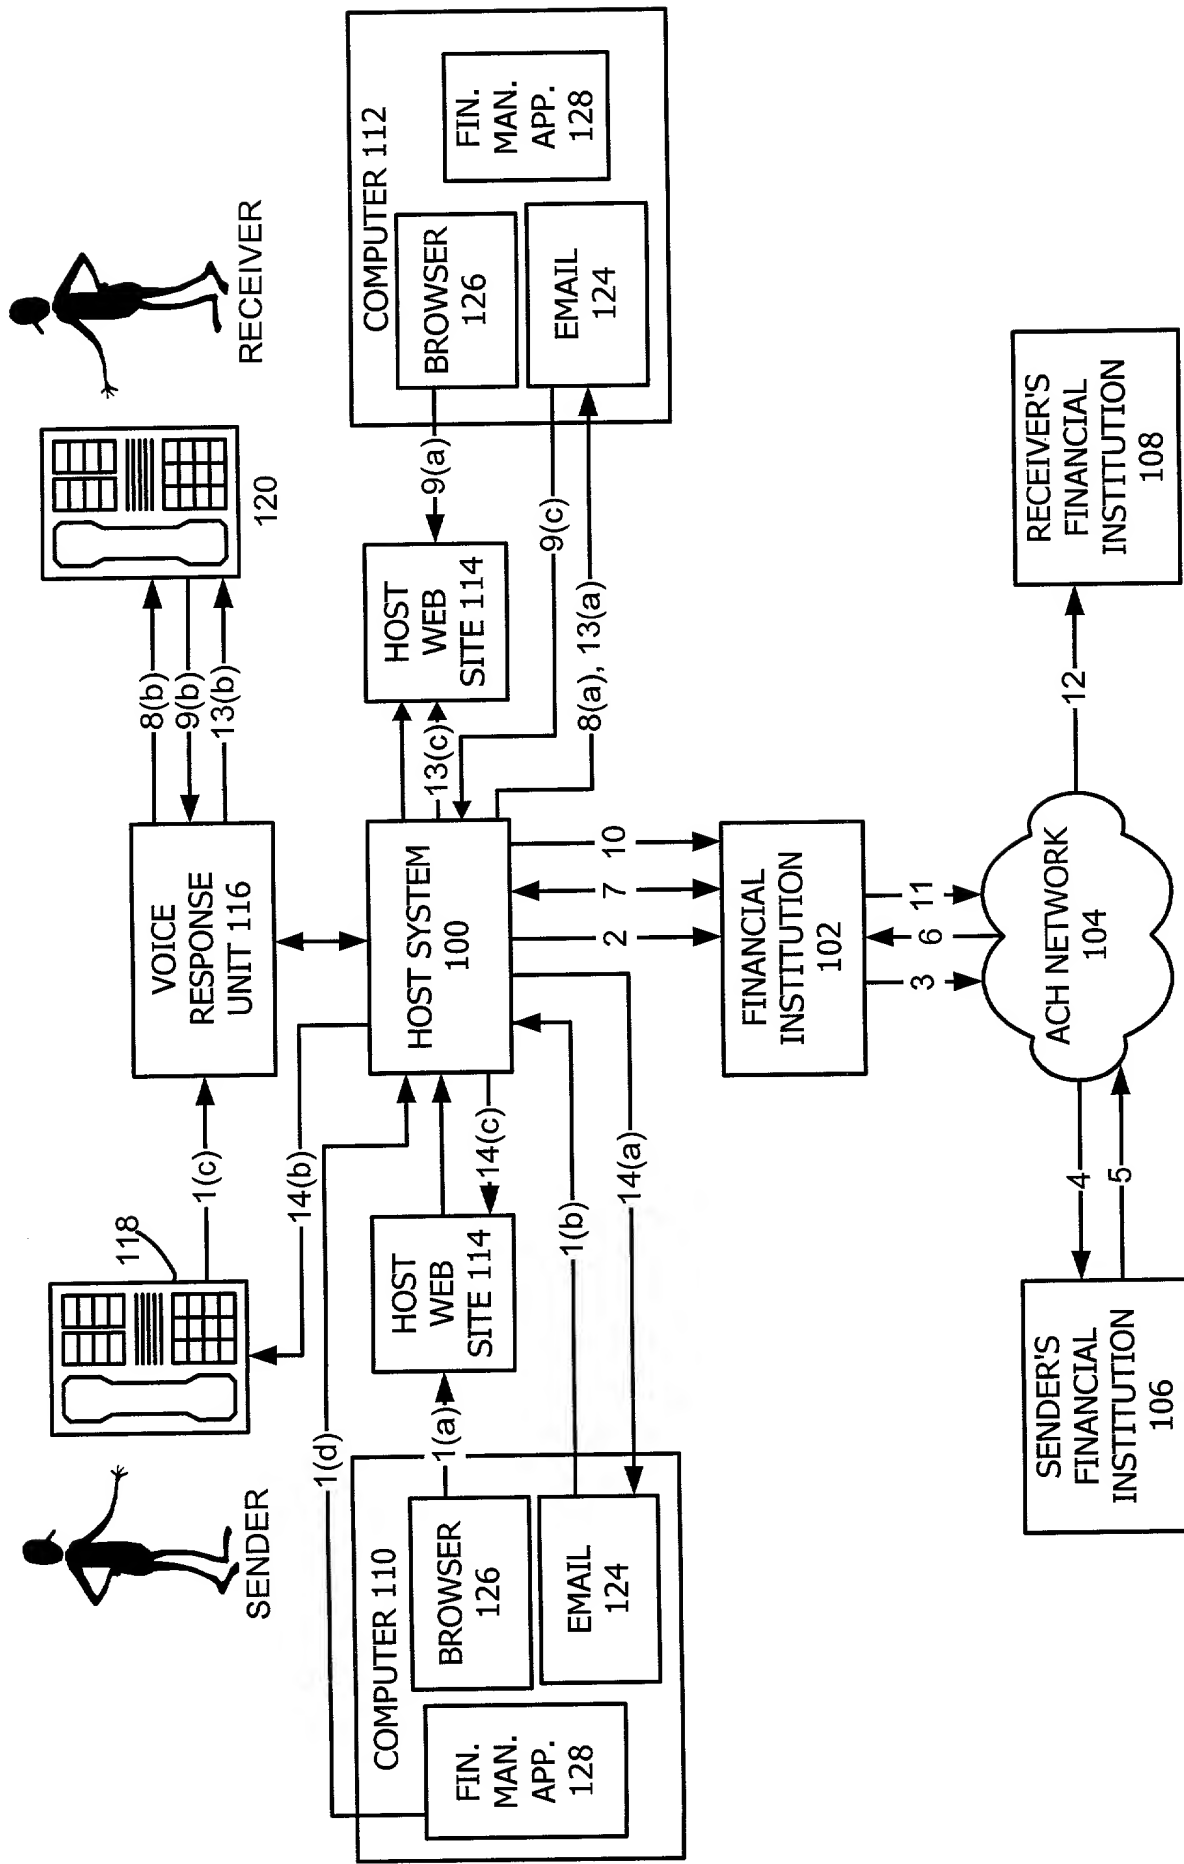 SENDER
118
1(c)
14(b)
1(d)
VOICE
RESPONSE
UNIT 116
8(b)
9(b)
13(b)
120
RECEIVER
COMPUTER 110
FIN.
MAN.
APP.
128
BROWSER
126
EMAIL
124
1(a)
HOST
WEB
SITE 114
14(c)
1(b)
14(a)
HOST SYSTEM
100
13(c)
HOST
WEB
SITE 114
9(a)
9(c)
8(a), 13(a)
COMPUTER 112
BROWSER
126
EMAIL
124
FIN.
MAN.
APP.
128
2
7
10
FINANCIAL
INSTITUTION
102
3
6
11
SENDER'S
FINANCIAL
INSTITUTION
106
4
5
ACH NETWORK
104
12
RECEIVER'S
FINANCIAL
INSTITUTION
108